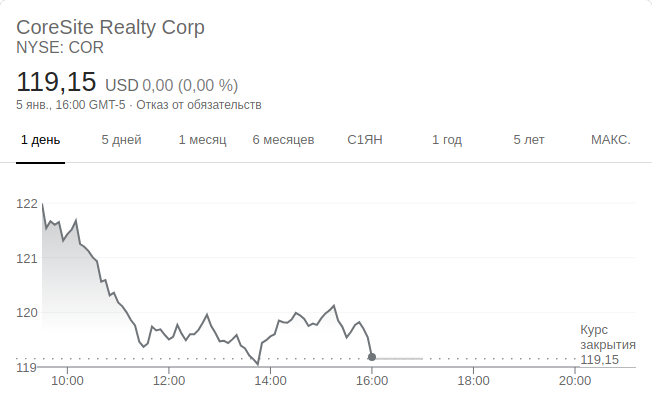 CoreSite Realty Corp
NYSE: COR
119,15 USD 0,00 (0,00 %)
5 янв., 16:00 GMT-5 · Отказ от обязательств
1 день 5 дней 1 месяц 6 месяцев С1ЯН 1 год 5 лет МАКС.
122
121
120
Курс
закрытия
119,15
119
10:00 12:00 14:00 16:00 18:00 20:00